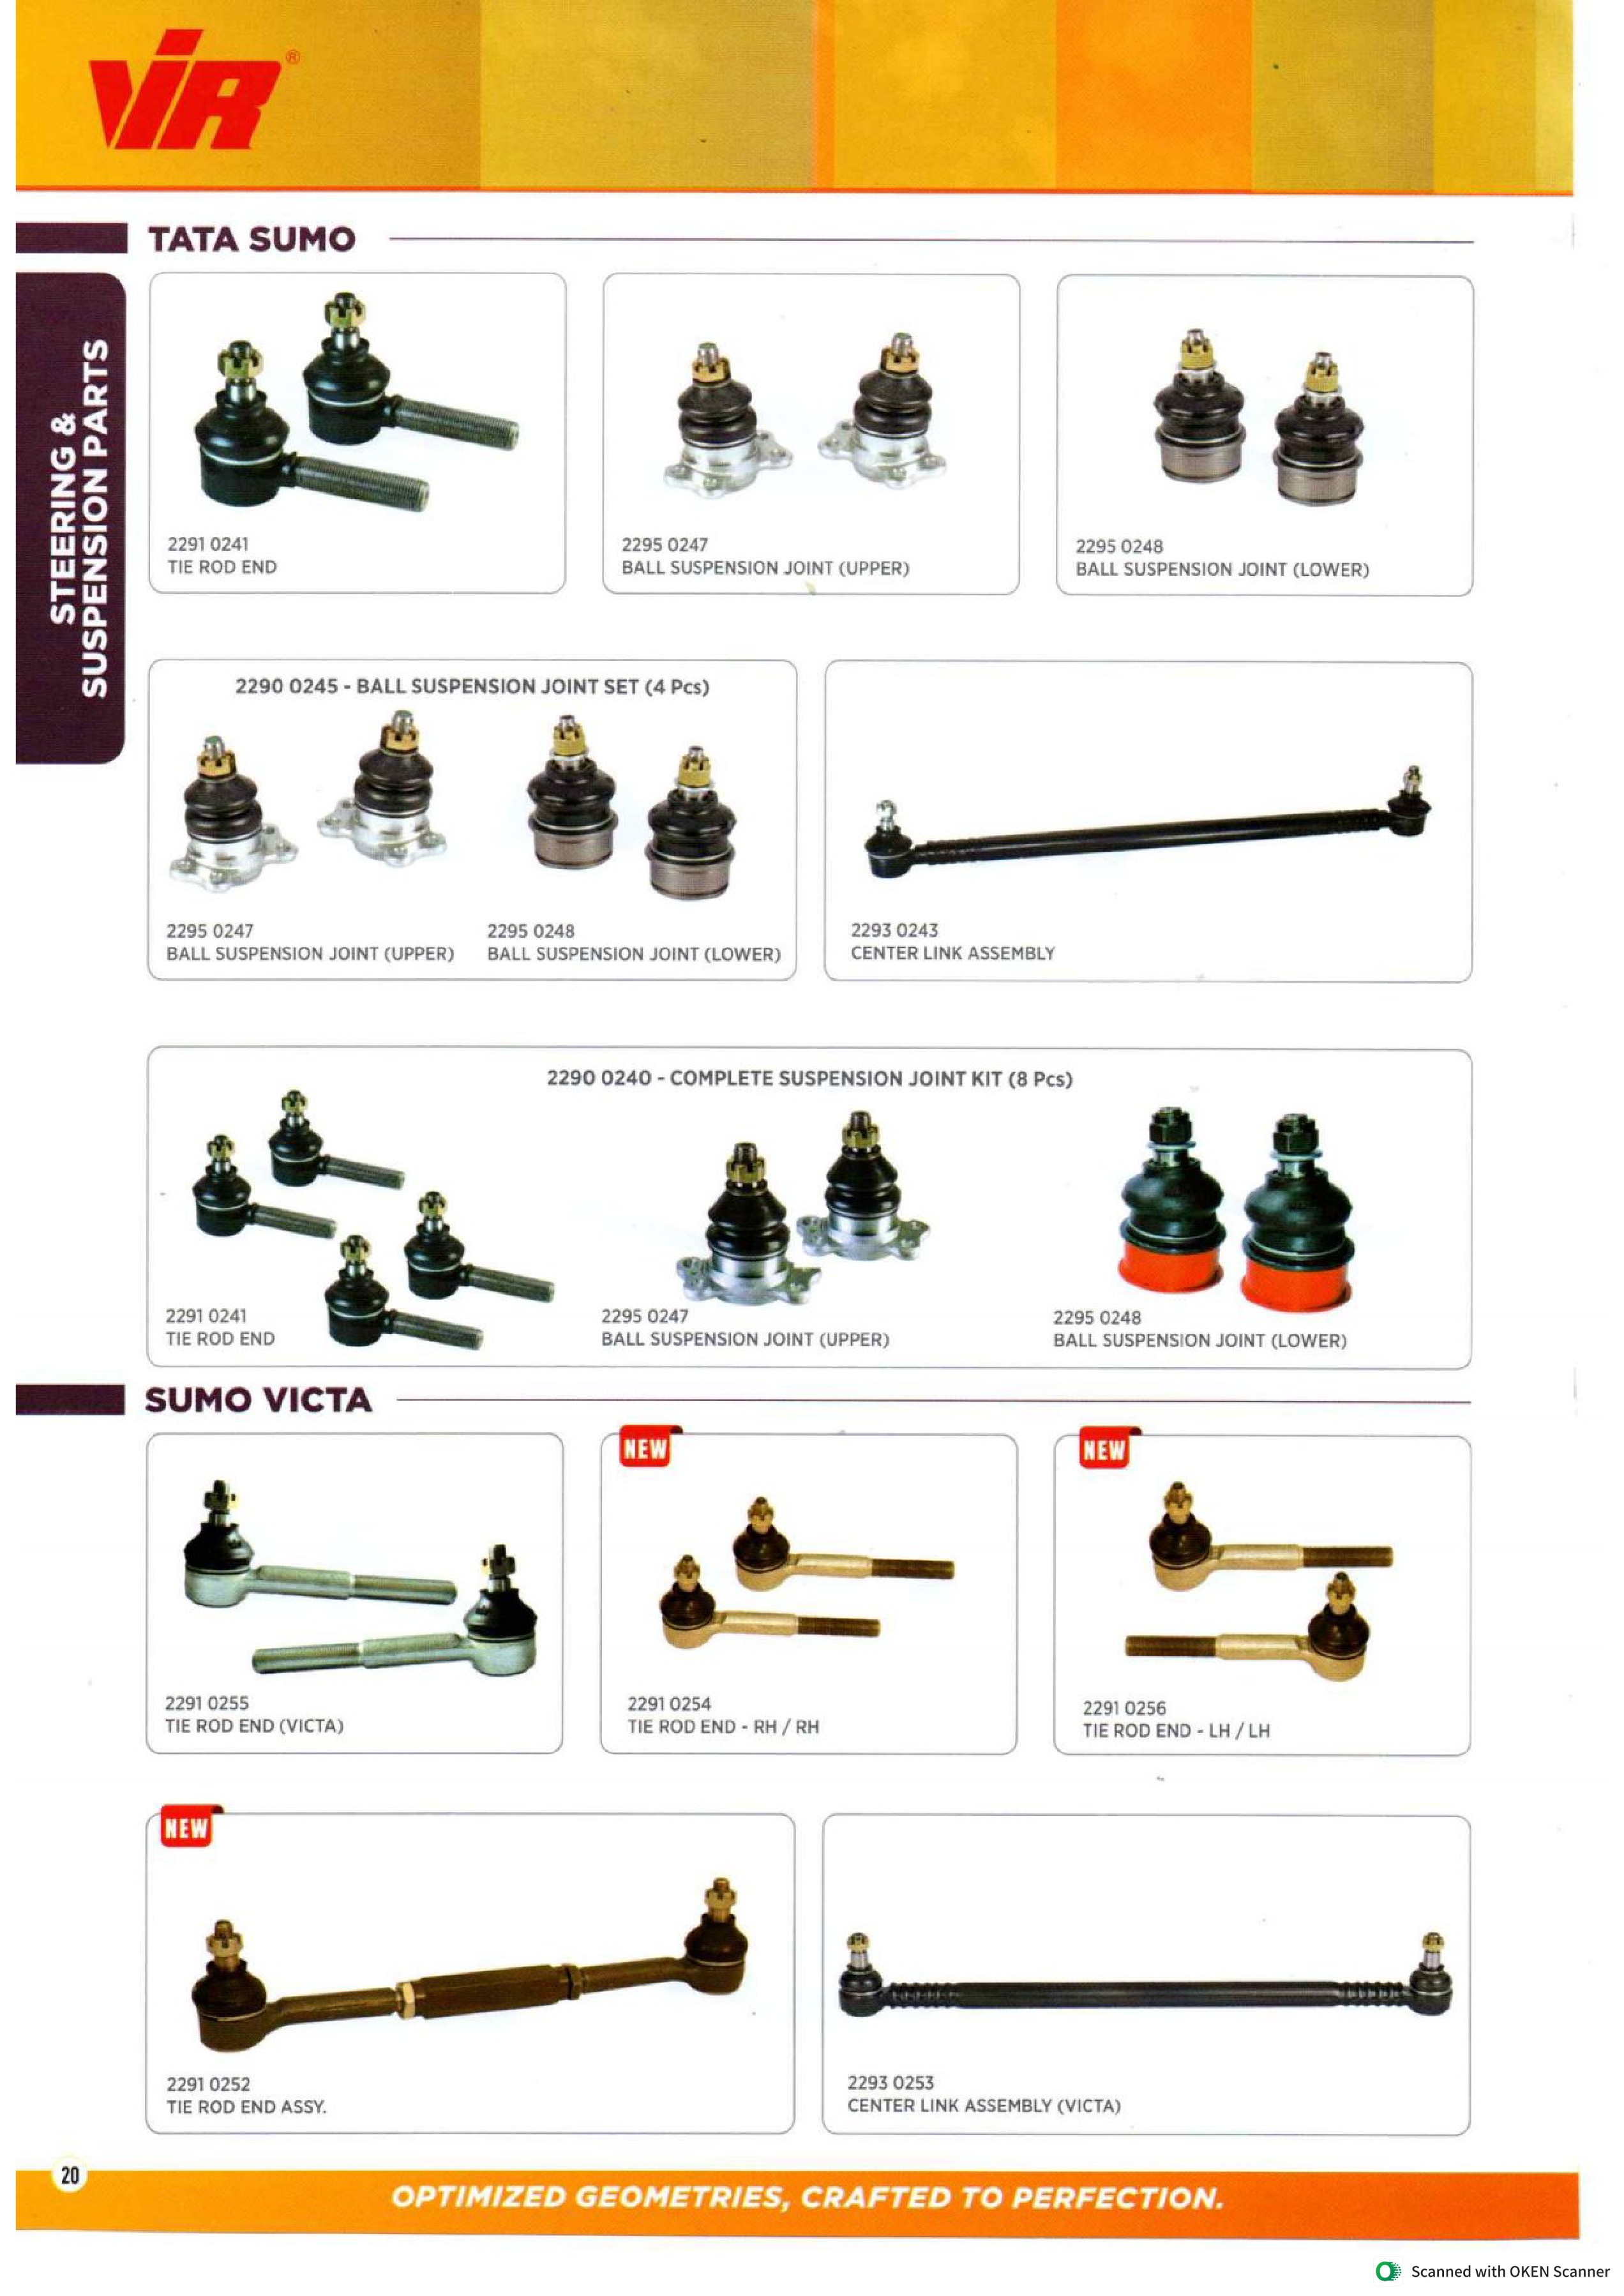 VIR®
TATA SUMO
STEERING &
SUSPENSION PARTS
2291 0241
TIE ROD END
2295 0247
BALL SUSPENSION JOINT (UPPER)
2295 0248
BALL SUSPENSION JOINT (LOWER)
2290 0245 - BALL SUSPENSION JOINT SET (4 Pcs)
2295 0247
BALL SUSPENSION JOINT (UPPER)
2295 0248
BALL SUSPENSION JOINT (LOWER)
2293 0243
CENTER LINK ASSEMBLY
2290 0240 - COMPLETE SUSPENSION JOINT KIT (8 Pcs)
2291 0241
TIE ROD END
2295 0247
BALL SUSPENSION JOINT (UPPER)
2295 0248
BALL SUSPENSION JOINT (LOWER)
SUMO VICTA
2291 0255
TIE ROD END (VICTA)
NEW
2291 0254
TIE ROD END - RH / RH
NEW
2291 0256
TIE ROD END - LH / LH
NEW
2291 0252
TIE ROD END ASSY.
2293 0253
CENTER LINK ASSEMBLY (VICTA)
20
OPTIMIZED GEOMETRIES, CRAFTED TO PERFECTION.
Scanned with OKEN Scanner